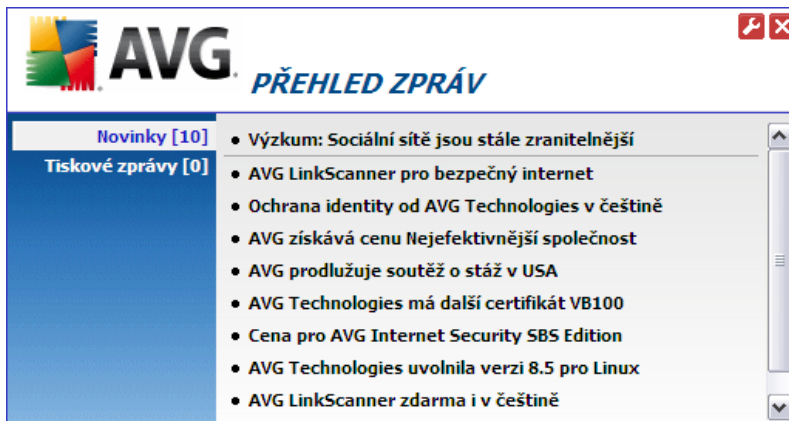 AVG
PŘEHLED ZPRÁV
Novinky [10]
Tiskové zprávy [0]
• Výzkum: Sociální sítě jsou stále zranitelnější
• AVG LinkScanner pro bezpečný internet
• Ochrana identity od AVG Technologies v češtině
• AVG získává cenu Nejefektivnější společnost
• AVG prodlužuje soutěž o stáž v USA
• AVG Technologies má další certifikát VB100
• Cena pro AVG Internet Security SBS Edition
• AVG Technologies uvolnila verzi 8.5 pro Linux
• AVG LinkScanner zdarma i v češtině